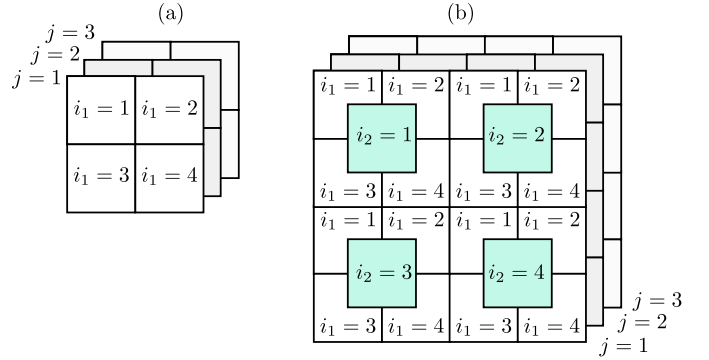 (a)
j = 3
j = 2
j = 1
i₁ = 1 i₁ = 2
i₁ = 3 i₁ = 4
(b)
i₁ = 1 i₁ = 2 i₁ = 1 i₁ = 2
i₂ = 1 i₂ = 2
i₁ = 3 i₁ = 4 i₁ = 3 i₁ = 4
i₁ = 1 i₁ = 2 i₁ = 1 i₁ = 2
i₂ = 3 i₂ = 4
i₁ = 3 i₁ = 4 i₁ = 3 i₁ = 4
j = 3
j = 2
j = 1